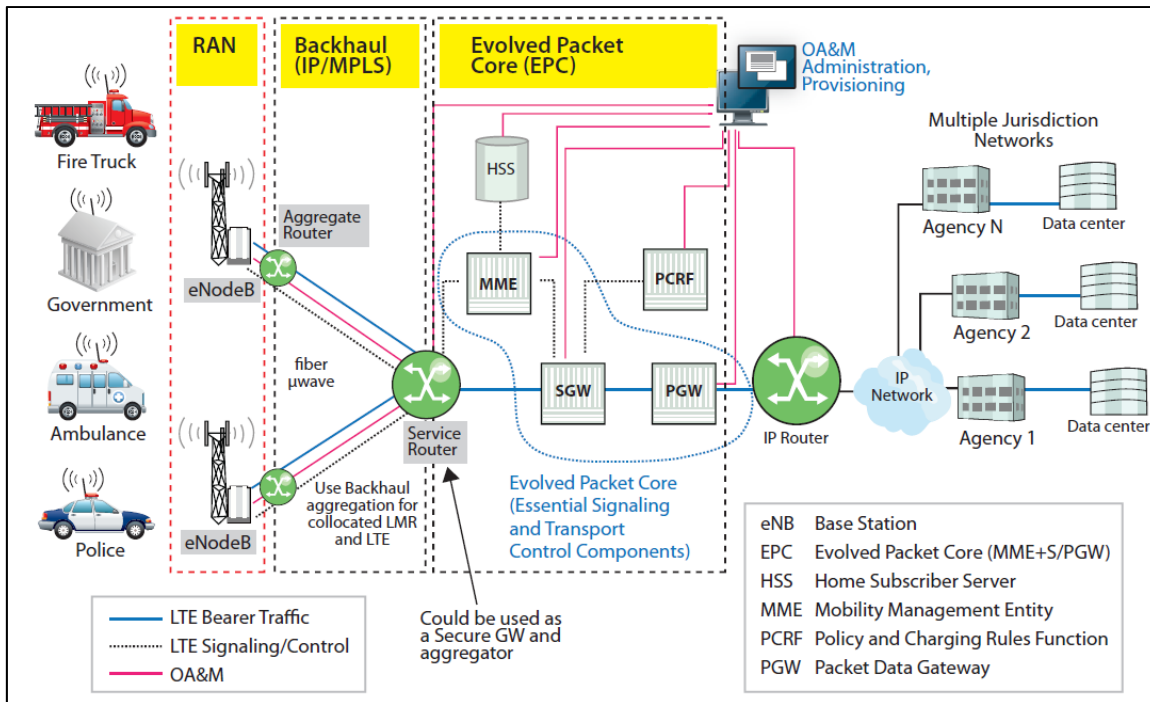 RAN
Backhaul
(IP/MPLS)
Evolved Packet
Core (EPC)
OA&M
Administration,
Provisioning
Multiple Jurisdiction
Networks
Fire Truck
Government
Ambulance
Police
eNodeB
eNodeB
Aggregate
Router
fiber
μwave
Use Backhaul
aggregation for
collocated LMR
and LTE
Service
Router
Could be used as
a Secure GW and
aggregator
HSS
MME
PCRF
SGW
PGW
Evolved Packet Core
(Essential Signaling
and Transport
Control Components)
IP Router
IP
Network
Agency N
Data center
Agency 2
Data center
Agency 1
Data center
LTE Bearer Traffic
LTE Signaling/Control
OA&M
eNB Base Station
EPC Evolved Packet Core (MME+S/PGW)
HSS Home Subscriber Server
MME Mobility Management Entity
PCRF Policy and Charging Rules Function
PGW Packet Data Gateway